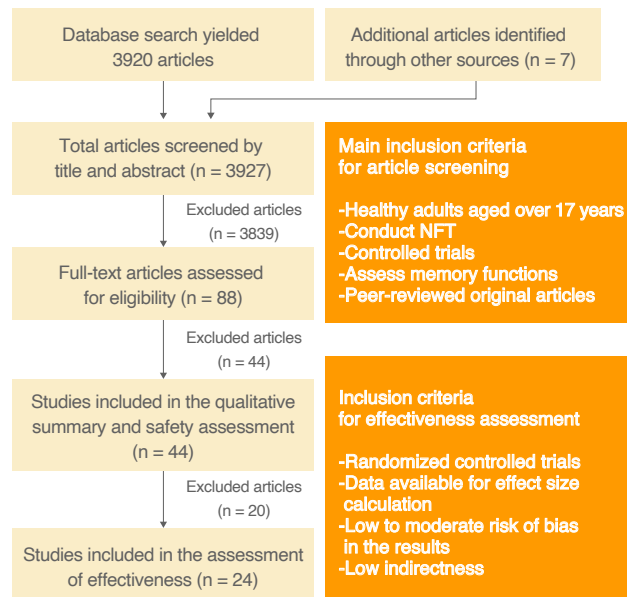 Database search yielded
3920 articles
Additional articles identified
through other sources (n = 7)
Total articles screened by
title and abstract (n = 3927)
Main inclusion criteria
for article screening
-Healthy adults aged over 17 years
-Conduct NFT
-Controlled trials
-Assess memory functions
-Peer-reviewed original articles
Excluded articles
(n = 3839)
Full-text articles assessed
for eligibility (n = 88)
Excluded articles
(n = 44)
Studies included in the qualitative
summary and safety assessment
(n = 44)
Inclusion criteria
for effectiveness assessment
-Randomized controlled trials
-Data available for effect size
calculation
-Low to moderate risk of bias
in the results
-Low indirectness
Excluded articles
(n = 20)
Studies included in the assessment
of effectiveness (n = 24)